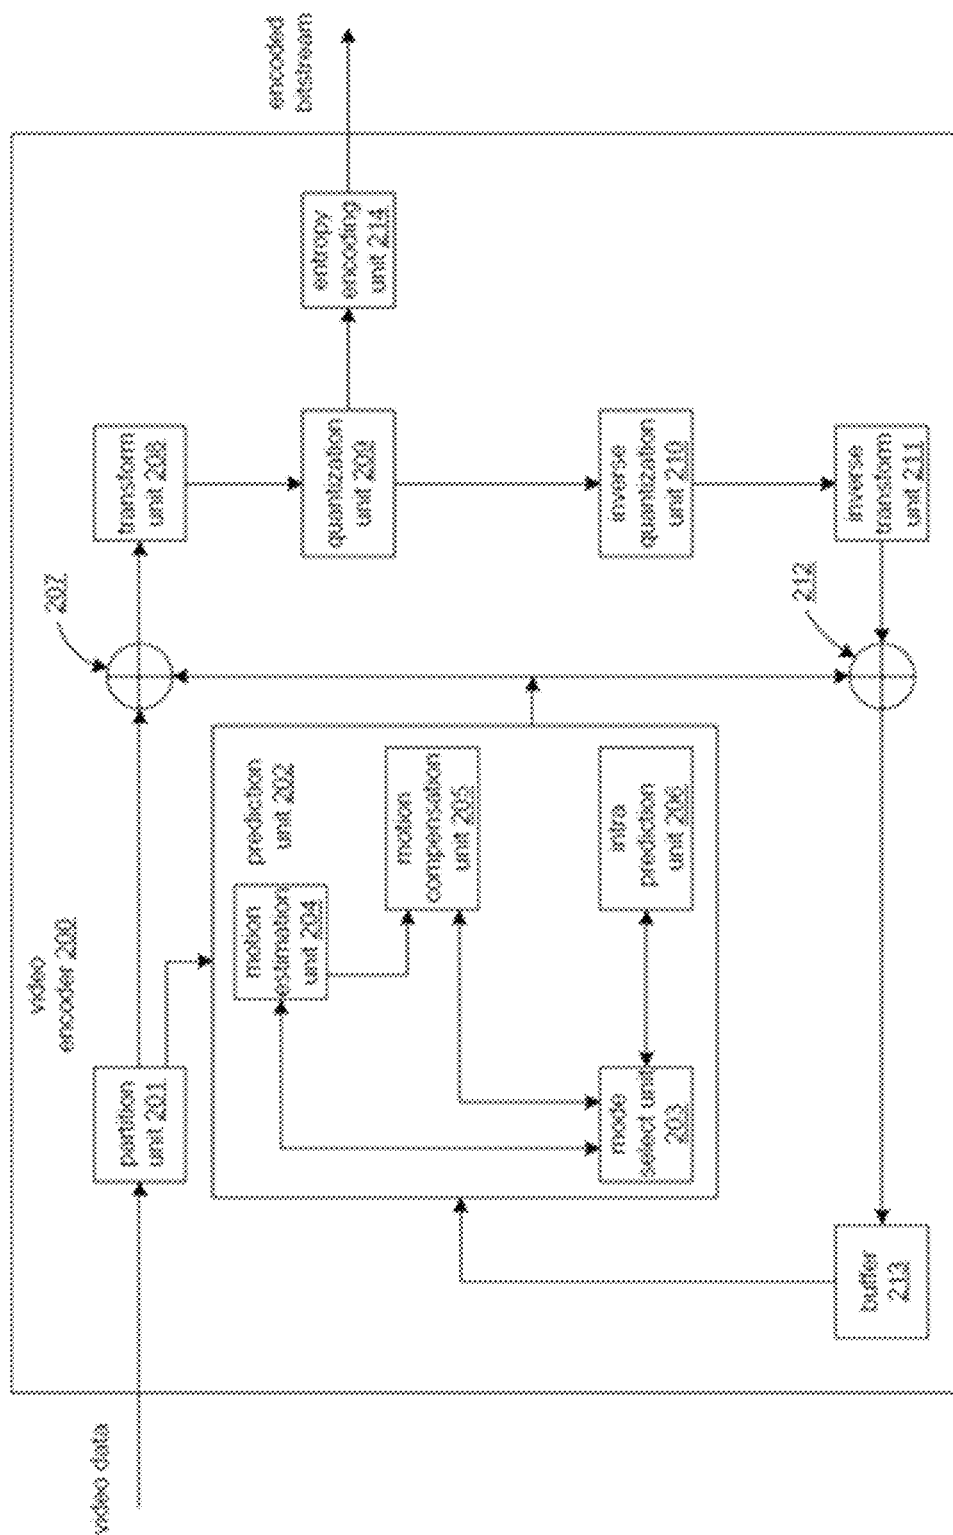 video data
video
encoder 200
partition
unit 201
207
transform
unit 208
encoded
bitstream
prediction
unit 202
motion
estimation
unit 204
motion
compensation
unit 205
quantization
unit 209
entropy
encoding
unit 214
mode
select unit
203
intra
prediction
unit 206
inverse
quantization
unit 210
buffer
213
212
inverse
transform
unit 211